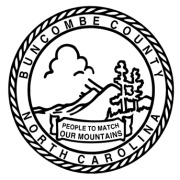 BUNCOMBE COUNTY
PEOPLE TO MATCH
OUR MOUNTAINS
NORTH CAROLINA